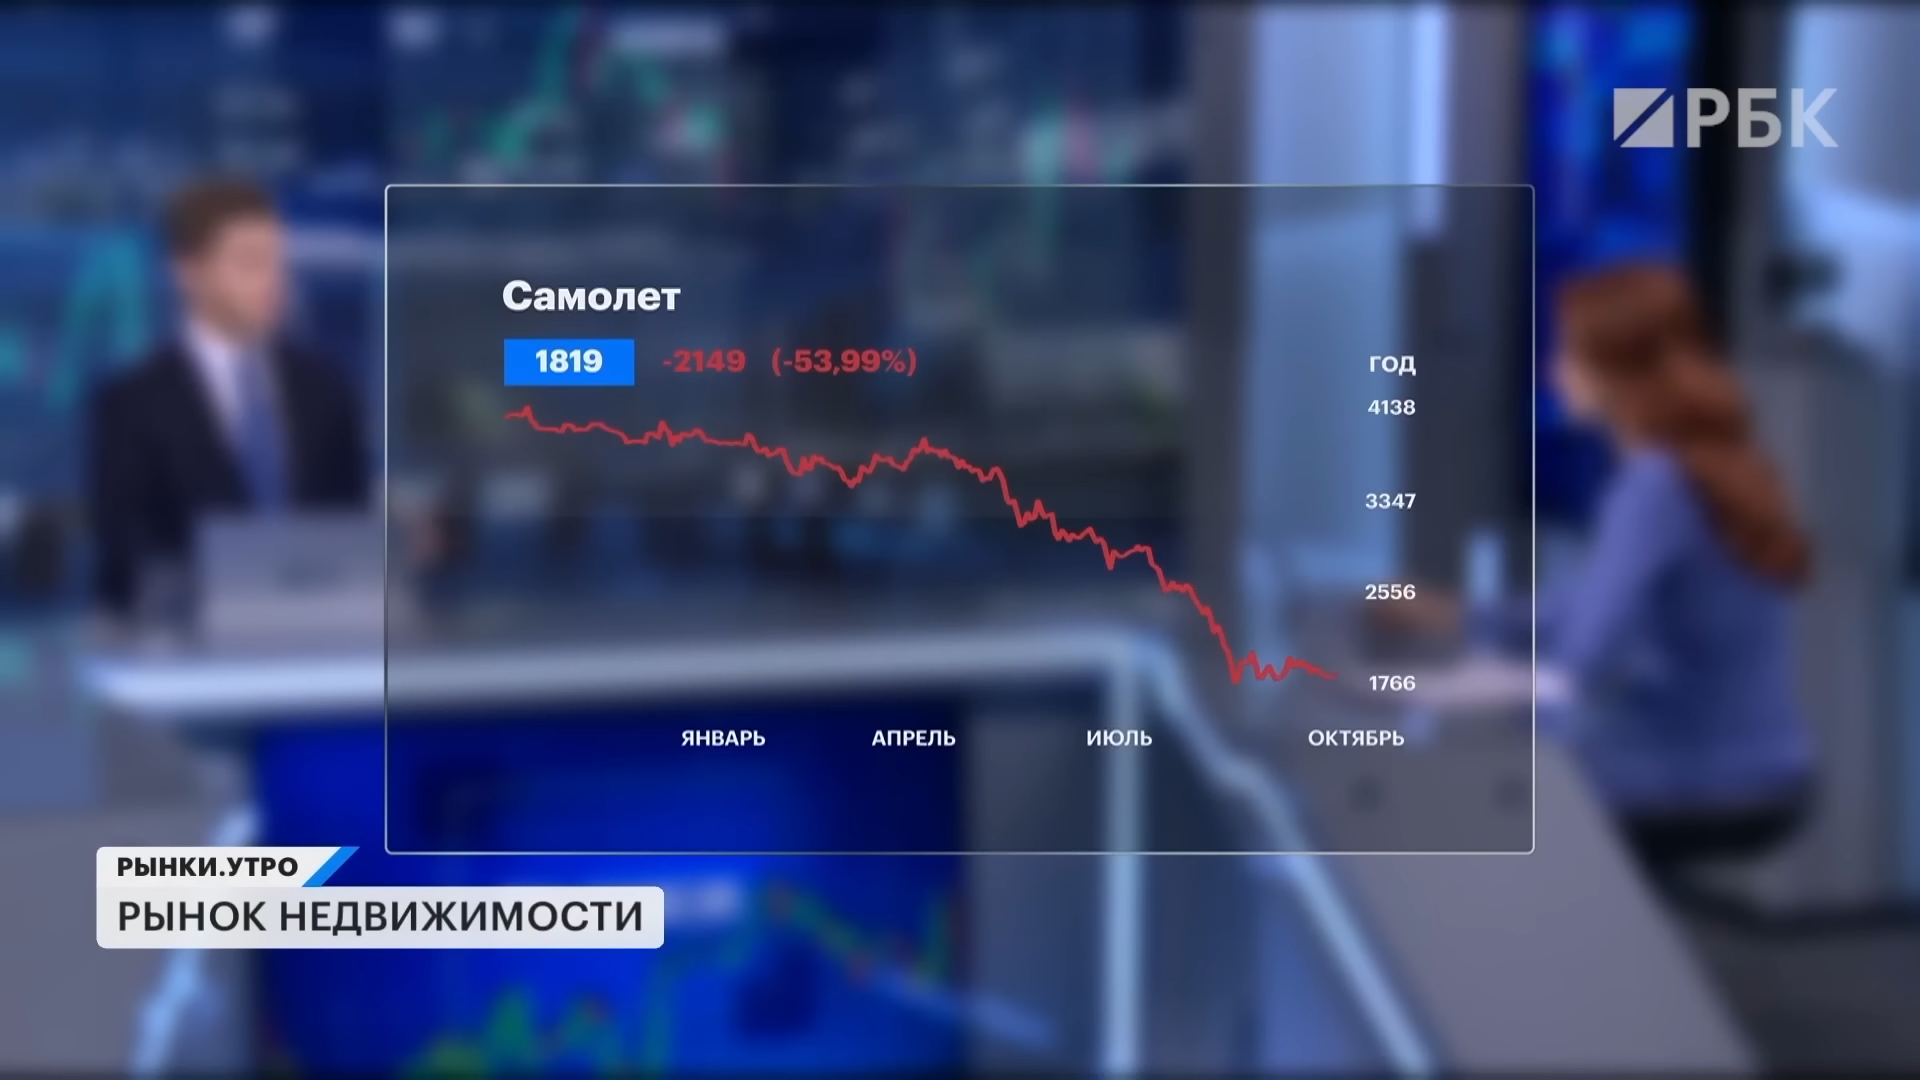 РБК
Самолет
1819 -2149 (-53,99%)
ГОД
4138
3347
2556
1766
ЯНВАРЬ АПРЕЛЬ ИЮЛЬ ОКТЯБРЬ
РЫНКИ.УТРО
РЫНОК НЕДВИЖИМОСТИ